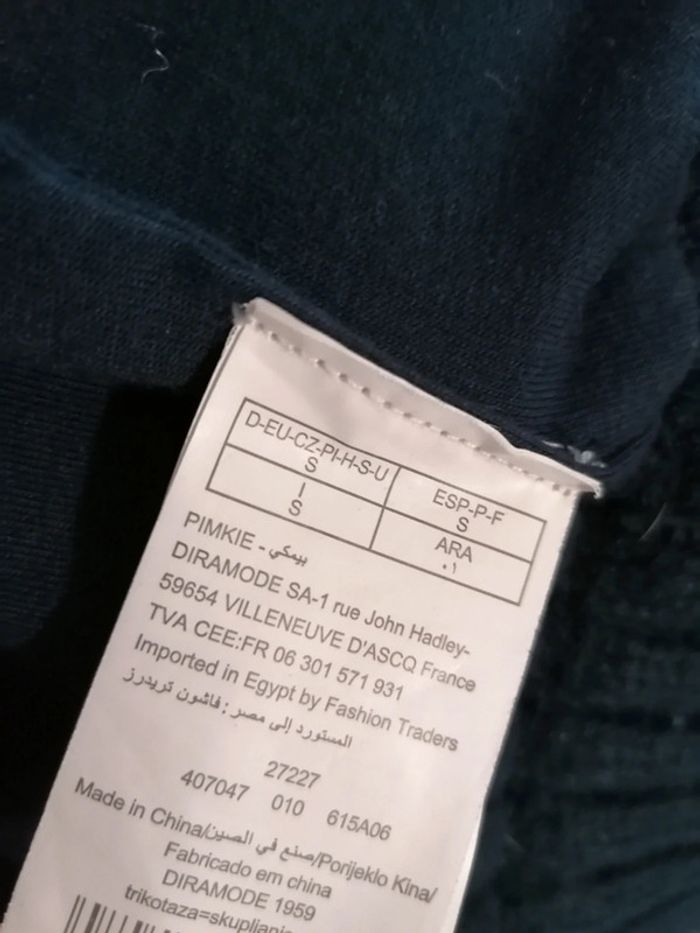 D-EU-CZ-PI-H-S-U
S
ESP-P-F
S
I
S
ARA
٠١
PIMKIE - بيمكي
DIRAMODE SA-1 rue John Hadley-
59654 VILLENEUVE D'ASCQ France
TVA CEE:FR 06 301 571 931
Imported in Egypt by Fashion Traders
المستورد إلى مصر : فاشون تريدرز
27227
407047 010 615A06
Made in China/صنع في الصين/Porijeklo Kina/
Fabricado em china
DIRAMODE 1959